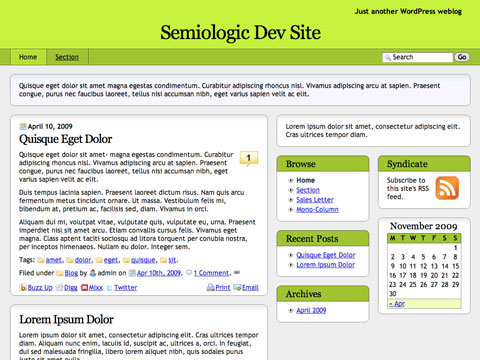 Just another WordPress weblog
Semiologic Dev Site
Home
Section
Search
Go
Quisque eget dolor sit amet magna egestas condimentum. Curabitur adipiscing rhoncus nisl. Vivamus adipiscing arcu at sapien. Praesent
congue, purus nec faucibus laoreet, tellus nisi accumsan nibh, eget varius sapien velit ac elit.
April 10, 2009
Quisque Eget Dolor
1
Quisque eget dolor sit amet- magna egestas condimentum. Curabitur
adipiscing rhoncus nisl. Vivamus adipiscing arcu at sapien. Praesent
congue, purus nec faucibus laoreet, tellus nisi accumsan nibh, eget
varius sapien velit ac elit.
Duis tempus lacinia sapien. Praesent laoreet dictum risus. Nam quis arcu
fermentum metus tincidunt ornare. Ut massa. Vestibulum felis mi,
bibendum at, pretium ac, facilisis sed, diam. Vivamus in orci.
Aliquam dui mi, volutpat vitae, vulputate quis, vulputate eu, urna. Praesent
imperdiet nisi sit amet arcu. Etiam convallis cursus felis. Vivamus eget
magna. Class aptent taciti sociosqu ad litora torquent per conubia nostra,
per inceptos himenaeos. Nullam eu dolor. Integer sem.
Tags: amet, dolor, eget, quisque, sit.
Filed under Blog by admin on Apr 10th, 2009. 1 Comment.
Buzz Up Digg Mixx Twitter Print Email
Lorem Ipsum Dolor
Lorem ipsum dolor sit amet, consectetur adipiscing elit. Cras ultrices tempor diam.
Aliquam nunc enim, iaculis id, suscipit ac, ultrices a, orci. In feugiat, dui
dui malesuada fringilla, libero lorem aliquet nibh, quis sodales purus
Lorem ipsum dolor sit amet, consectetur adipiscing elit.
Cras ultrices tempor diam.
Browse
Home
Section
Sales Letter
Mono-Column
Recent Posts
Quisque Eget Dolor
Lorem Ipsum Dolor
Archives
April 2009
Syndicate
Subscribe to
this site's RSS
feed.
November 2009
M T W T F S S
1
2 3 4 5 6 7 8
9 10 11 12 13 14 15
16 17 18 19 20 21 22
23 24 25 26 27 28 29
30
« Apr